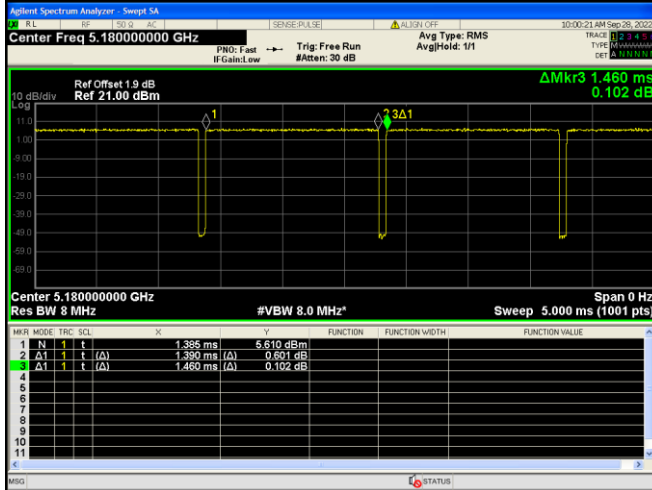 Agilent Spectrum Analyzer - Swept SA
LXI RL RF 50 Ω AC SENSE:PULSE ALIGN OFF 10:00:21 AM Sep 28, 2022
Center Freq 5.180000000 GHz
PNO: Fast
IFGain:Low
Trig: Free Run
#Atten: 30 dB
Avg Type: RMS
Avg|Hold: 1/1
TRACE 1 2 3 4 5
TYPE
DET A N N N N
ΔMkr3 1.460 ms
0.102 dB
Ref Offset 1.9 dB
10 dB/div Ref 21.00 dBm
Log
1
2 3Δ1
11.0
1.00
-9.00
-19.0
-29.0
-39.0
-49.0
-59.0
-69.0
Center 5.180000000 GHz Span 0 Hz
Res BW 8 MHz #VBW 8.0 MHz* Sweep 5.000 ms (1001 pts)
MKR MODE TRC SCL X Y FUNCTION FUNCTION WIDTH FUNCTION VALUE
1 N 1 t 1.385 ms 5.610 dBm
2 Δ1 1 t (Δ) 1.390 ms (Δ) 0.601 dB
3 Δ1 1 t (Δ) 1.460 ms (Δ) 0.102 dB
4
5
6
7
8
9
10
11
MSG STATUS